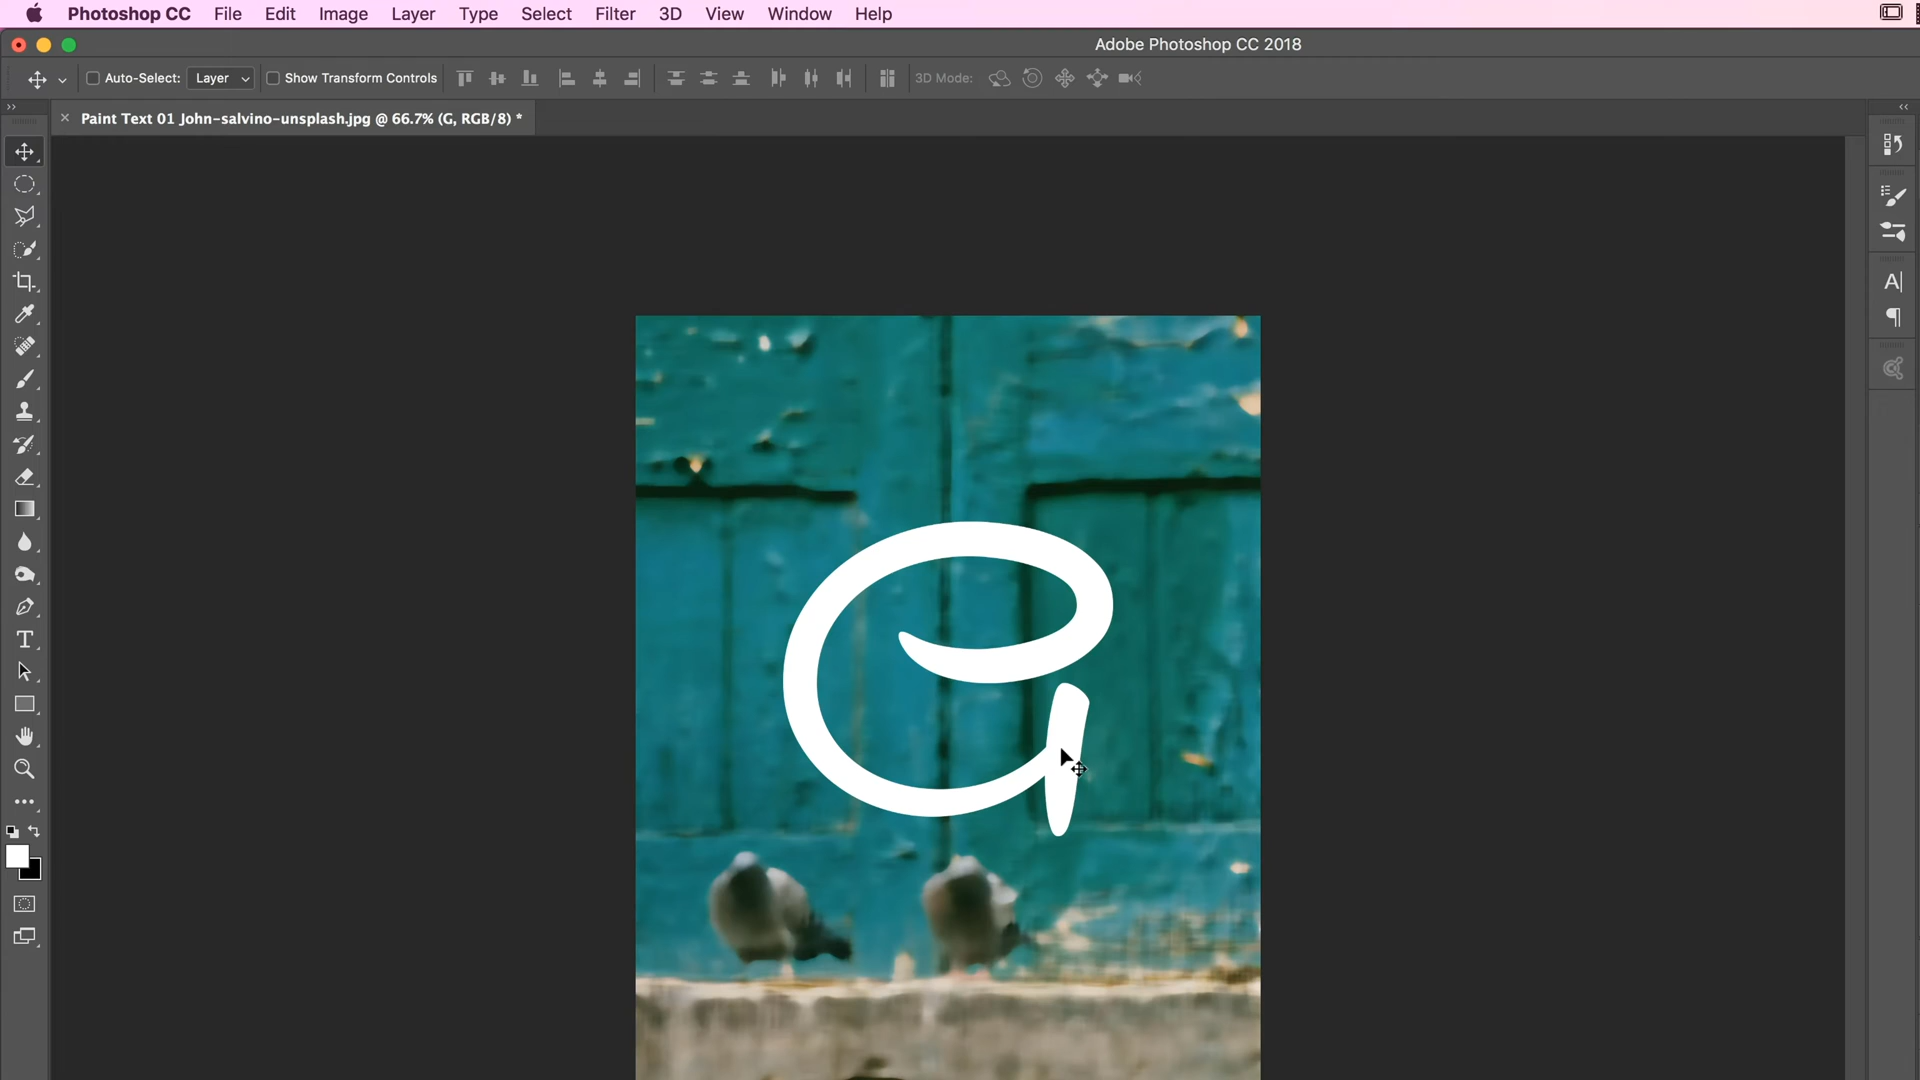 Photoshop CC File Edit Image Layer Type Select Filter 3D View Window Help
Adobe Photoshop CC 2018
Auto-Select: Layer Show Transform Controls 3D Mode:
Paint Text 01 John-salvino-unsplash.jpg @ 66.7% (G, RGB/8) *
G